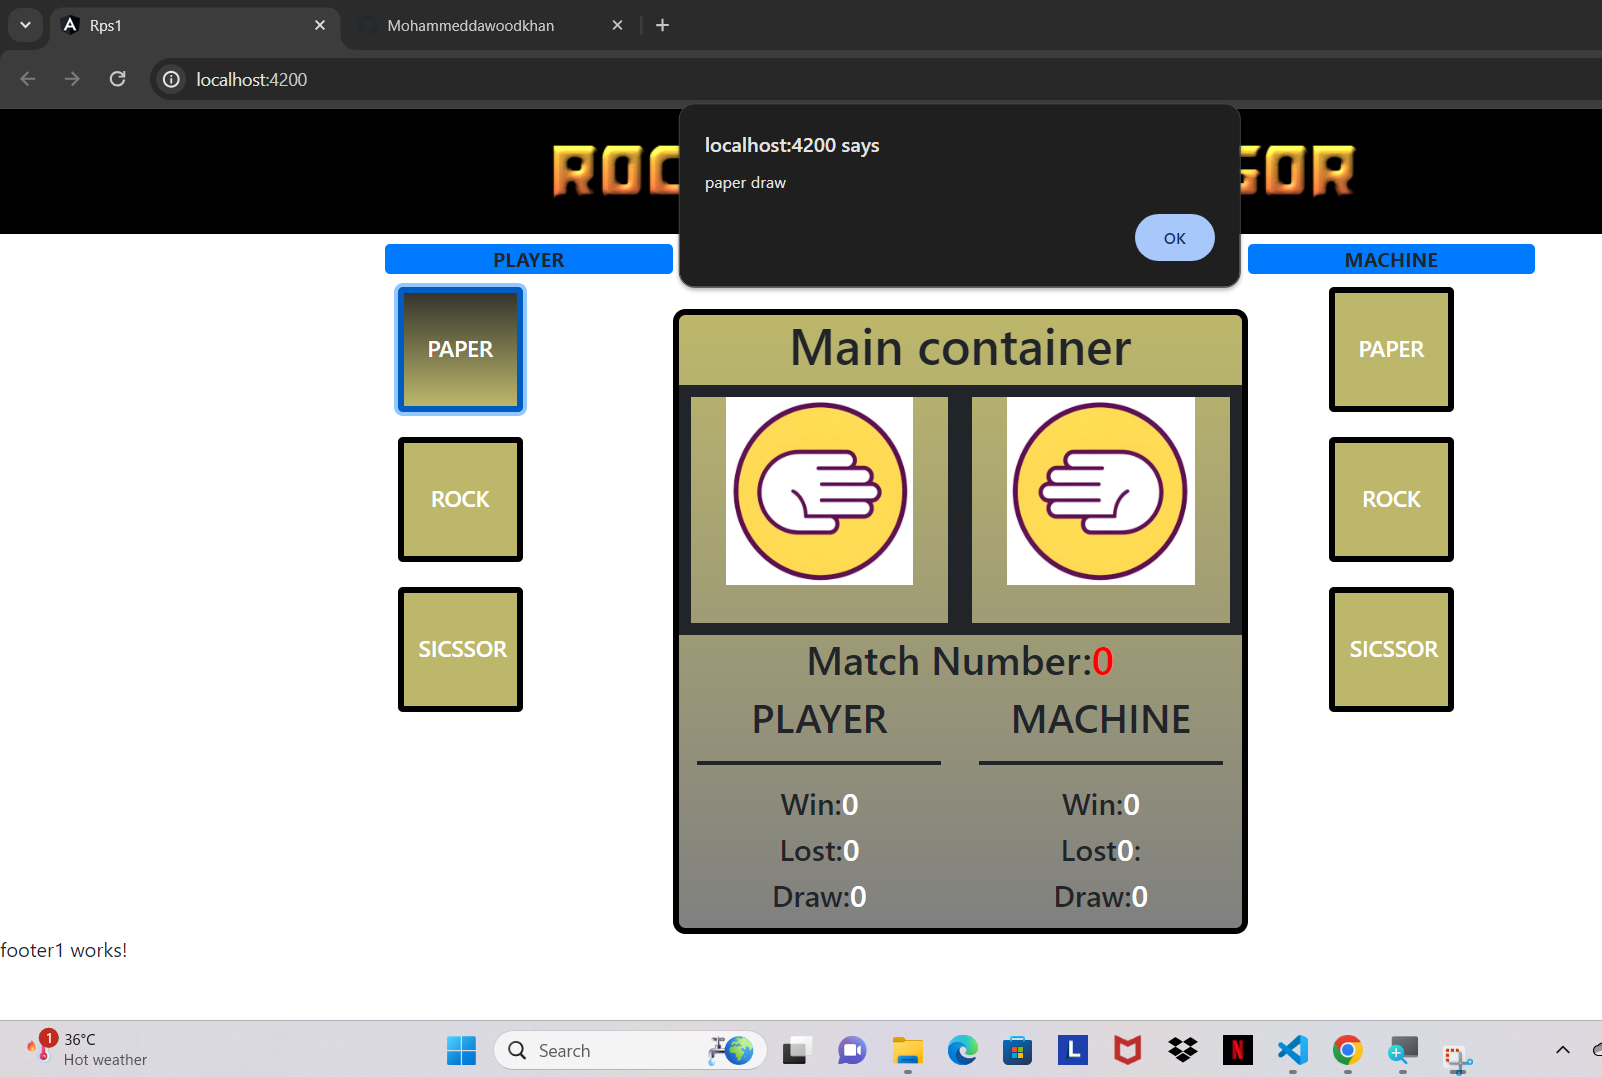 Rps1
Mohammeddawoodkhan
localhost:4200
localhost:4200 says
paper draw
OK
PLAYER
MACHINE
PAPER
ROCK
SICSSOR
Main container
Match Number:0
PLAYER
MACHINE
Win:0
Win:0
Lost:0
Lost0:
Draw:0
Draw:0
PAPER
ROCK
SICSSOR
footer1 works!
1
36°C
Hot weather
Search
L
N